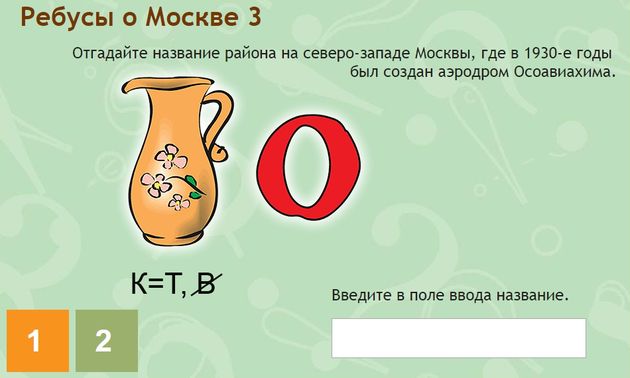 Ребусы о Москве 3
Отгадайте название района на северо-западе Москвы, где в 1930-е годы
был создан аэродром Осоавиахима.
О
К=Т, В
Введите в поле ввода название.
1 2